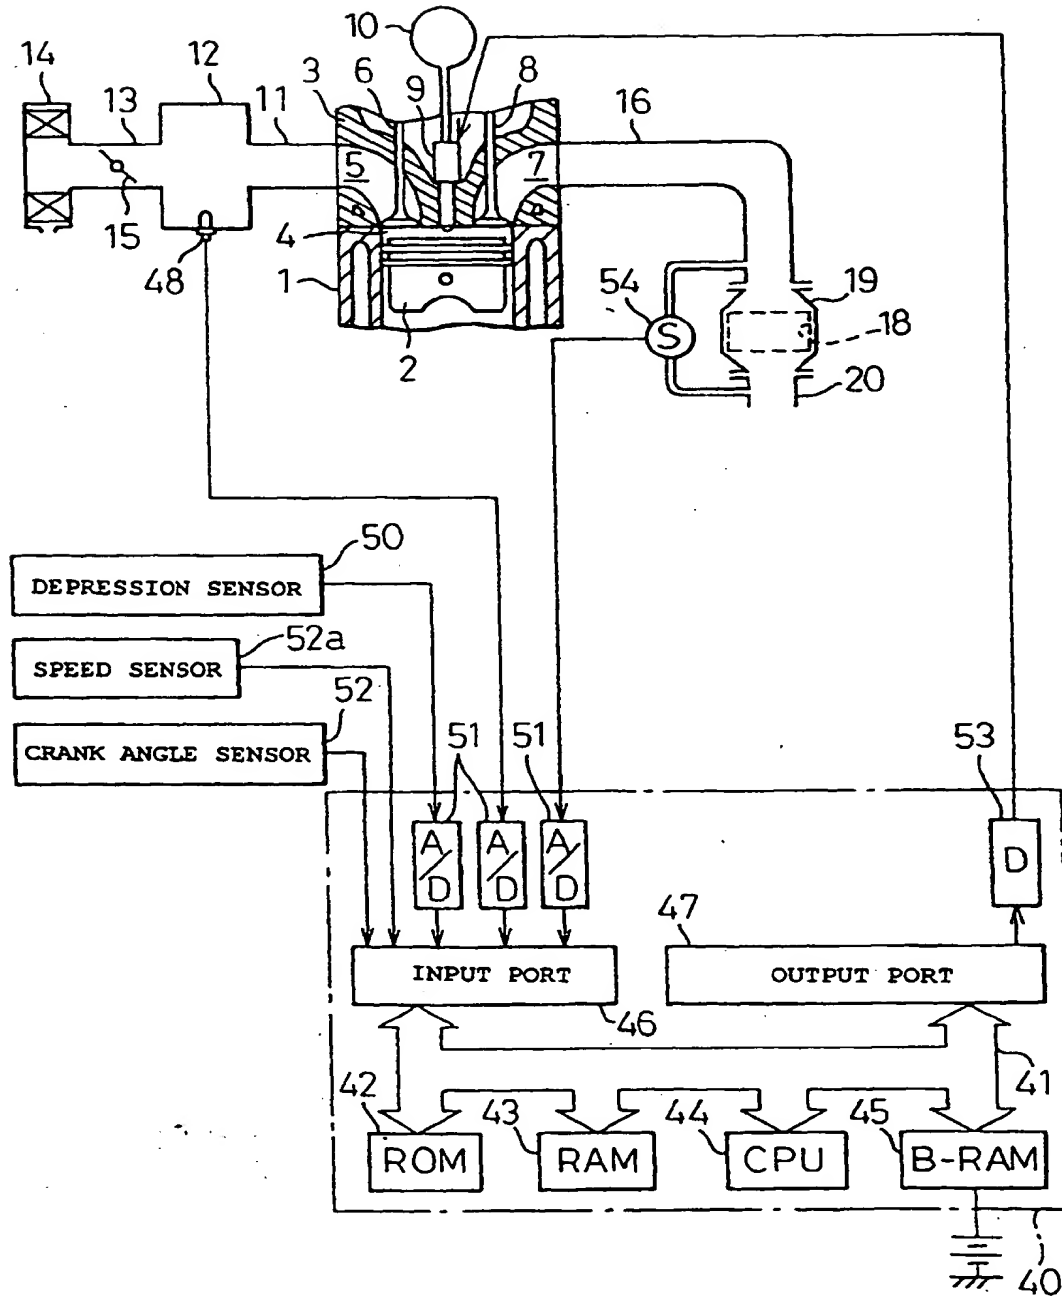 10
14
12
3
6
9
8
13
11
16
5
7
15
4
48
1
2
54
19
S
18
20
50
DEPRESSION SENSOR
52a
SPEED SENSOR
52
CRANK ANGLE SENSOR
51
51
53
A/D
A/D
A/D
D
47
INPUT PORT
OUTPUT PORT
46
41
42
43
44
45
ROM
RAM
CPU
B-RAM
40